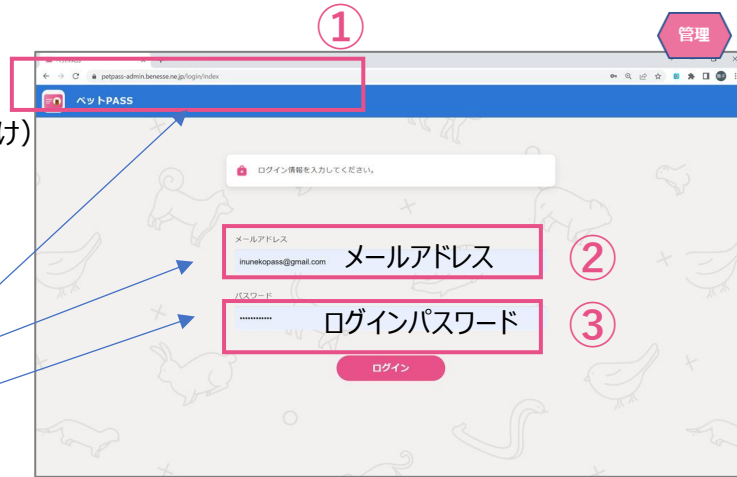 ①
管理
petpass-admin.benesse.ne.jp/login/index
ペットPASS
け)
ログイン情報を入力してください。
メールアドレス
inunekopass@gmail.com
メールアドレス
②
パスワード
••••••••••••
ログインパスワード
③
ログイン